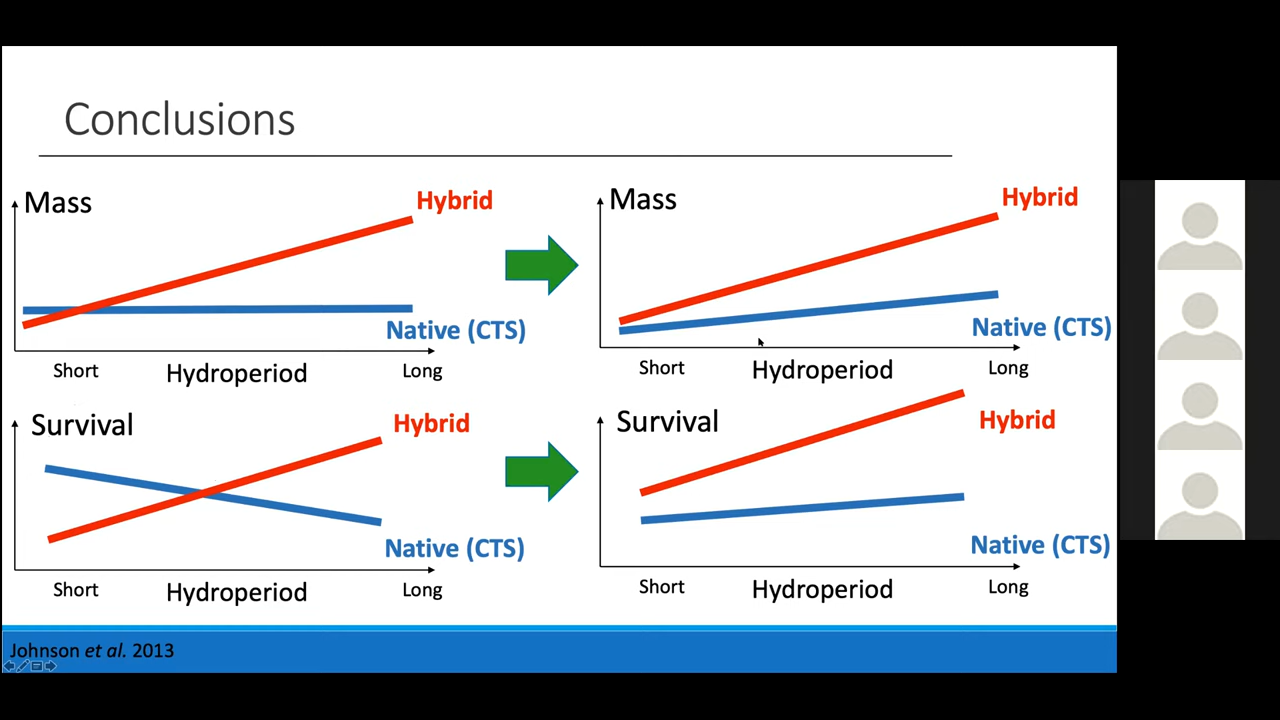 Conclusions
Mass
Hybrid
Native (CTS)
Short
Hydroperiod
Long
Mass
Hybrid
Native (CTS)
Short
Hydroperiod
Long
Survival
Hybrid
Native (CTS)
Short
Hydroperiod
Long
Survival
Hybrid
Native (CTS)
Short
Hydroperiod
Long
Johnson et al. 2013